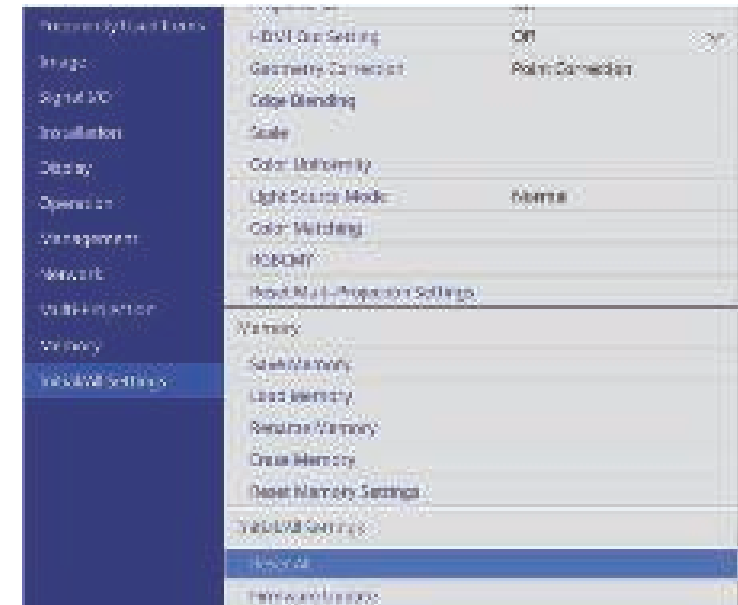 Frequently Used Items
Image
Signal I/O
Installation
Display
Operation
Management
Network
Multi-Projection
Memory
Initial/All Settings
HDMI Out Setting Off
Geometry Correction Point Correction
Edge Blending
Scale
Color Uniformity
Light Source Mode Normal
Color Matching
Reset Multi-Projection Settings
Memory
Save Memory
Load Memory
Rename Memory
Erase Memory
Reset Memory Settings
Initial/All Settings
Reset All
Firmware Update